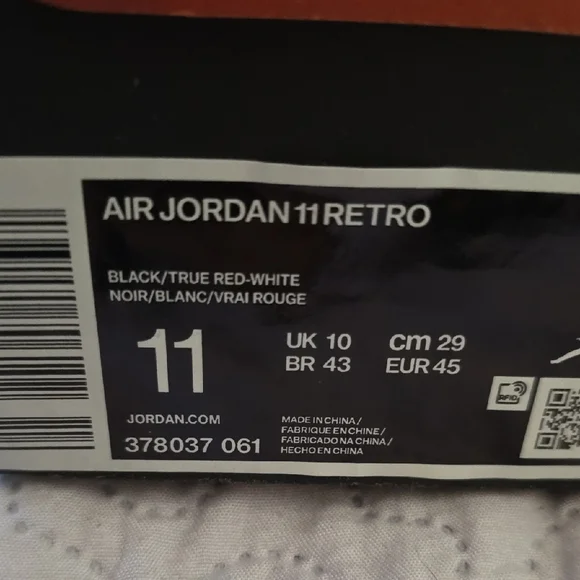 AIR JORDAN 11 RETRO
BLACK/TRUE RED-WHITE
NOIR/BLANC/VRAI ROUGE
11
UK 10 cm 29
BR 43 EUR 45
RFID
JORDAN.COM
378037 061
MADE IN CHINA/
FABRIQUE EN CHINE/
FABRICADO NA CHINA/
HECHO EN CHINA